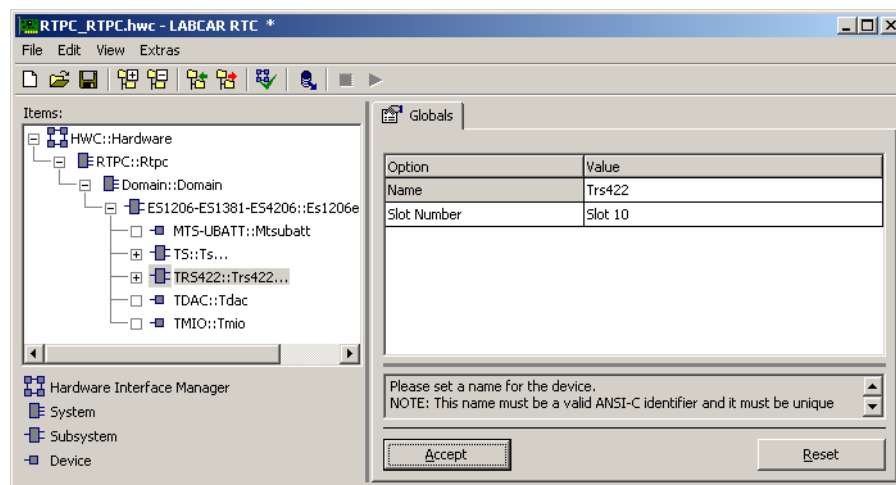 RTPC_RTPC.hwc - LABCAR RTC *
File Edit View Extras
Items:
HWC::Hardware
RTPC::Rtpc
Domain::Domain
ES1206-ES1381-ES4206::Es1206e
MTS-UBATT::Mtsubatt
TS::Ts...
TRS422::Trs422...
TDAC::Tdac
TMIO::Tmio
Hardware Interface Manager
System
Subsystem
Device
Globals
Option Value
Name Trs422
Slot Number Slot 10
Please set a name for the device.
NOTE: This name must be a valid ANSI-C identifier and it must be unique
Accept Reset